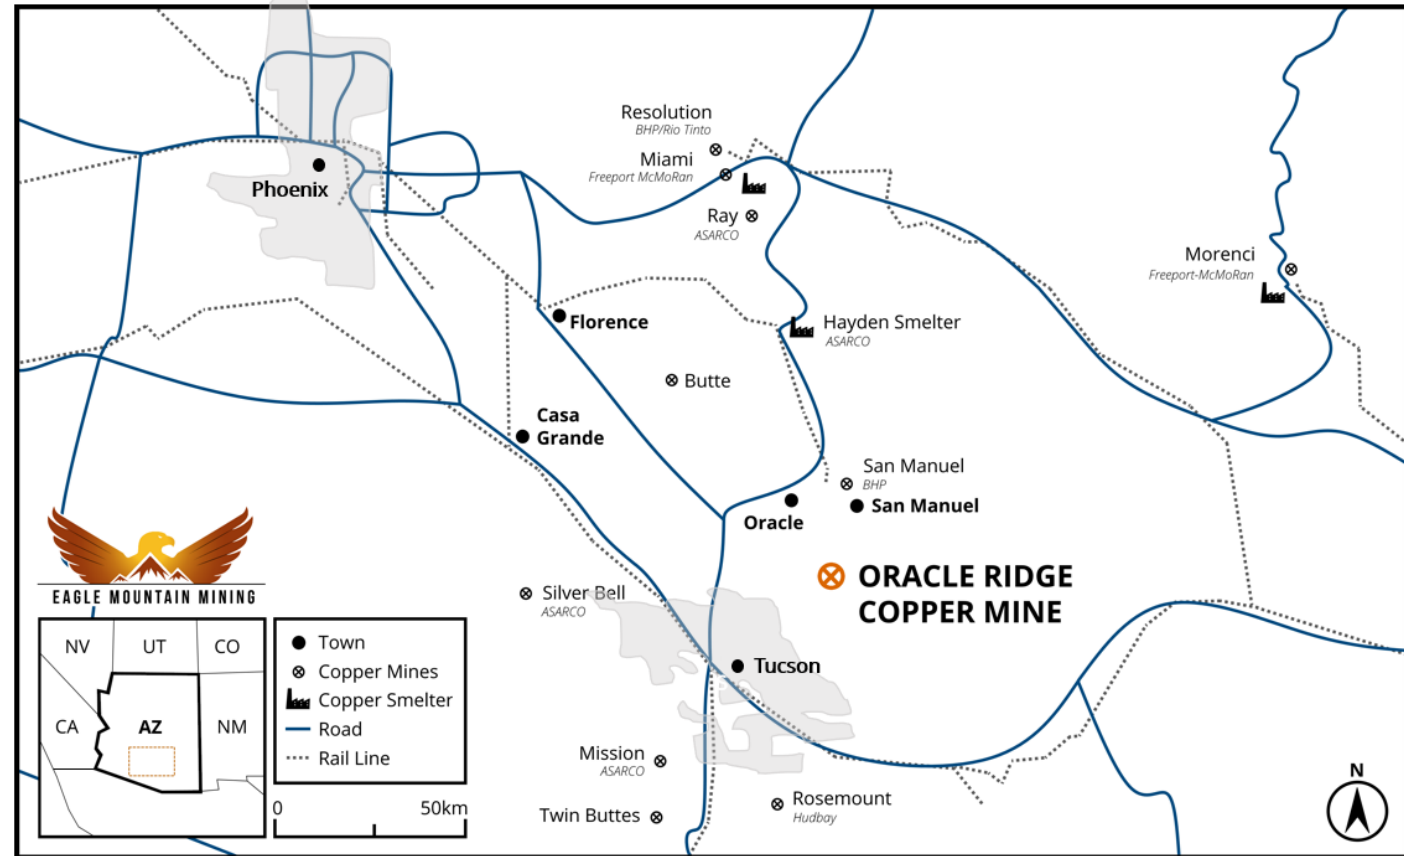 Resolution
BHP/Rio Tinto
Miami
Freeport McMoRan
Phoenix
Ray
ASARCO
Morenci
Freeport-McMoRan
Florence
Hayden Smelter
ASARCO
Butte
Casa
Grande
San Manuel
BHP
San Manuel
Oracle
ORACLE RIDGE
COPPER MINE
Silver Bell
ASARCO
Tucson
Mission
ASARCO
Twin Buttes
Rosemount
Hudbay
EAGLE MOUNTAIN MINING
NV
UT
CO
CA
AZ
NM
Town
Copper Mines
Copper Smelter
Road
Rail Line
0
50km
N